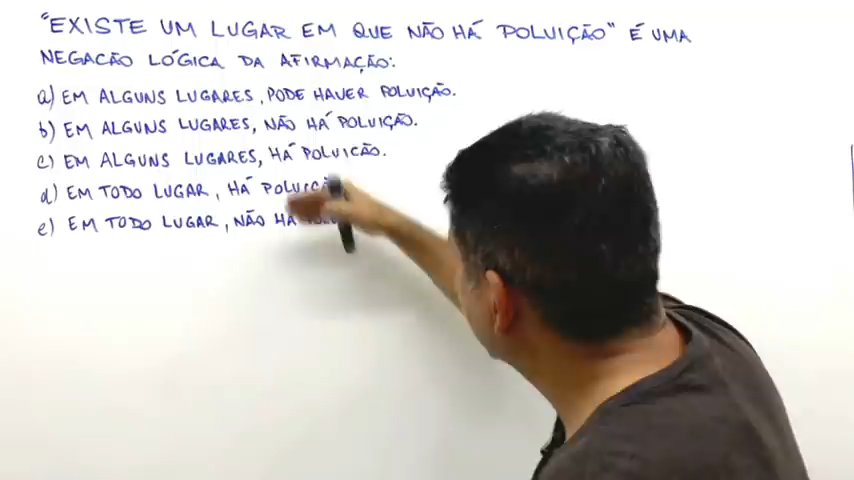 "EXISTE UM LUGAR EM QUE NÃO HÁ POLUIÇÃO" É UMA
NEGACÃO LÓGICA DA AFIRMAÇÃO:
a) EM ALGUNS LUGARES, PODE HAVER POLUIÇÃO.
b) EM ALGUNS LUGARES, NÃO HÁ POLUIÇÃO.
c) EM ALGUNS LUGARES, HÁ POLUIÇÃO.
d) EM TODO LUGAR, HÁ
e) EM TODO LUGAR, NÃO HÁ